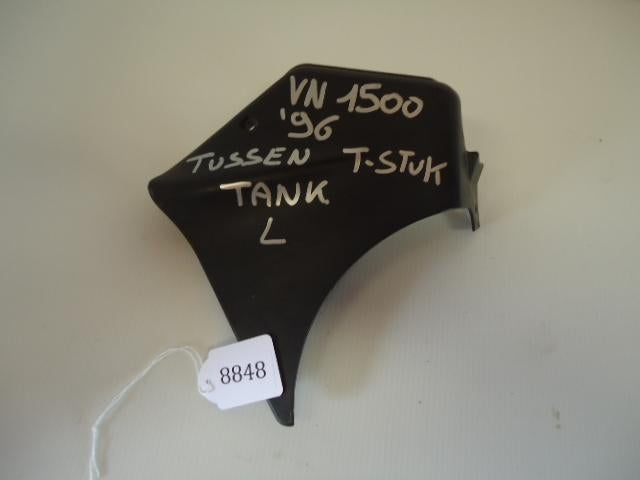 VN 1500
'96
TUSSEN T-STUK
TANK
L
8848